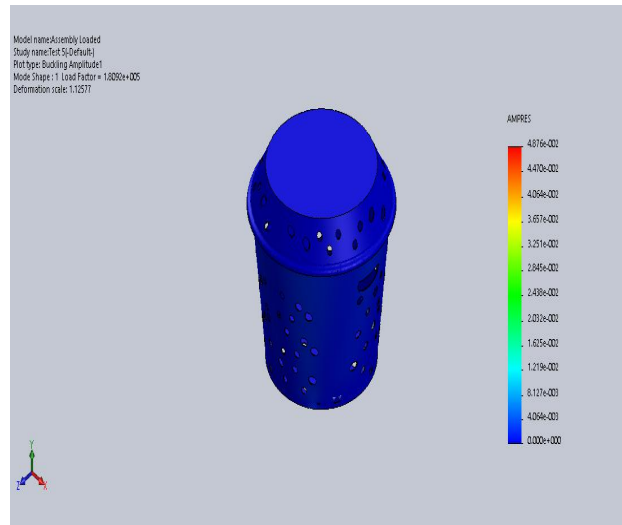 Model name:Assembly Loaded
Study name:Test 5(-Default-)
Plot type: Buckling Amplitude1
Mode Shape : 1 Load Factor = 1.8092e+005
Deformation scale: 1.12577
AMPRES
4.876e-002
4.470e-002
4.064e-002
3.657e-002
3.251e-002
2.845e-002
2.438e-002
2.032e-002
1.625e-002
1.219e-002
8.127e-003
4.064e-003
0.000e+000
Y
Z
X